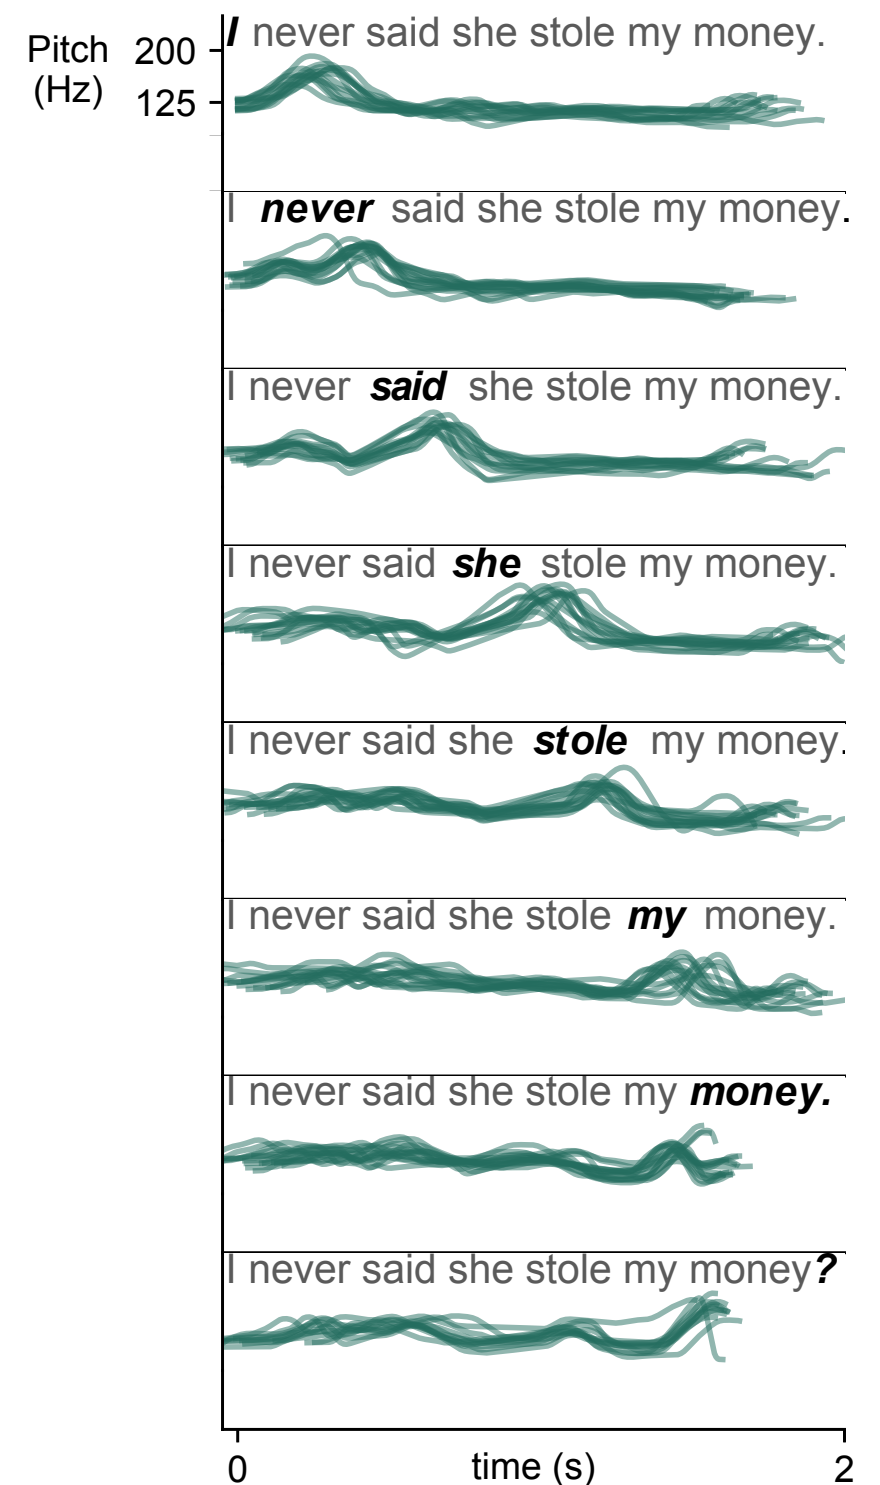 I never said she stole my money.
Pitch
(Hz)
200
125
I never said she stole my money.
I never said she stole my money.
I never said she stole my money.
I never said she stole my money.
I never said she stole my money.
I never said she stole my money.
I never said she stole my money?
0
time (s)
2